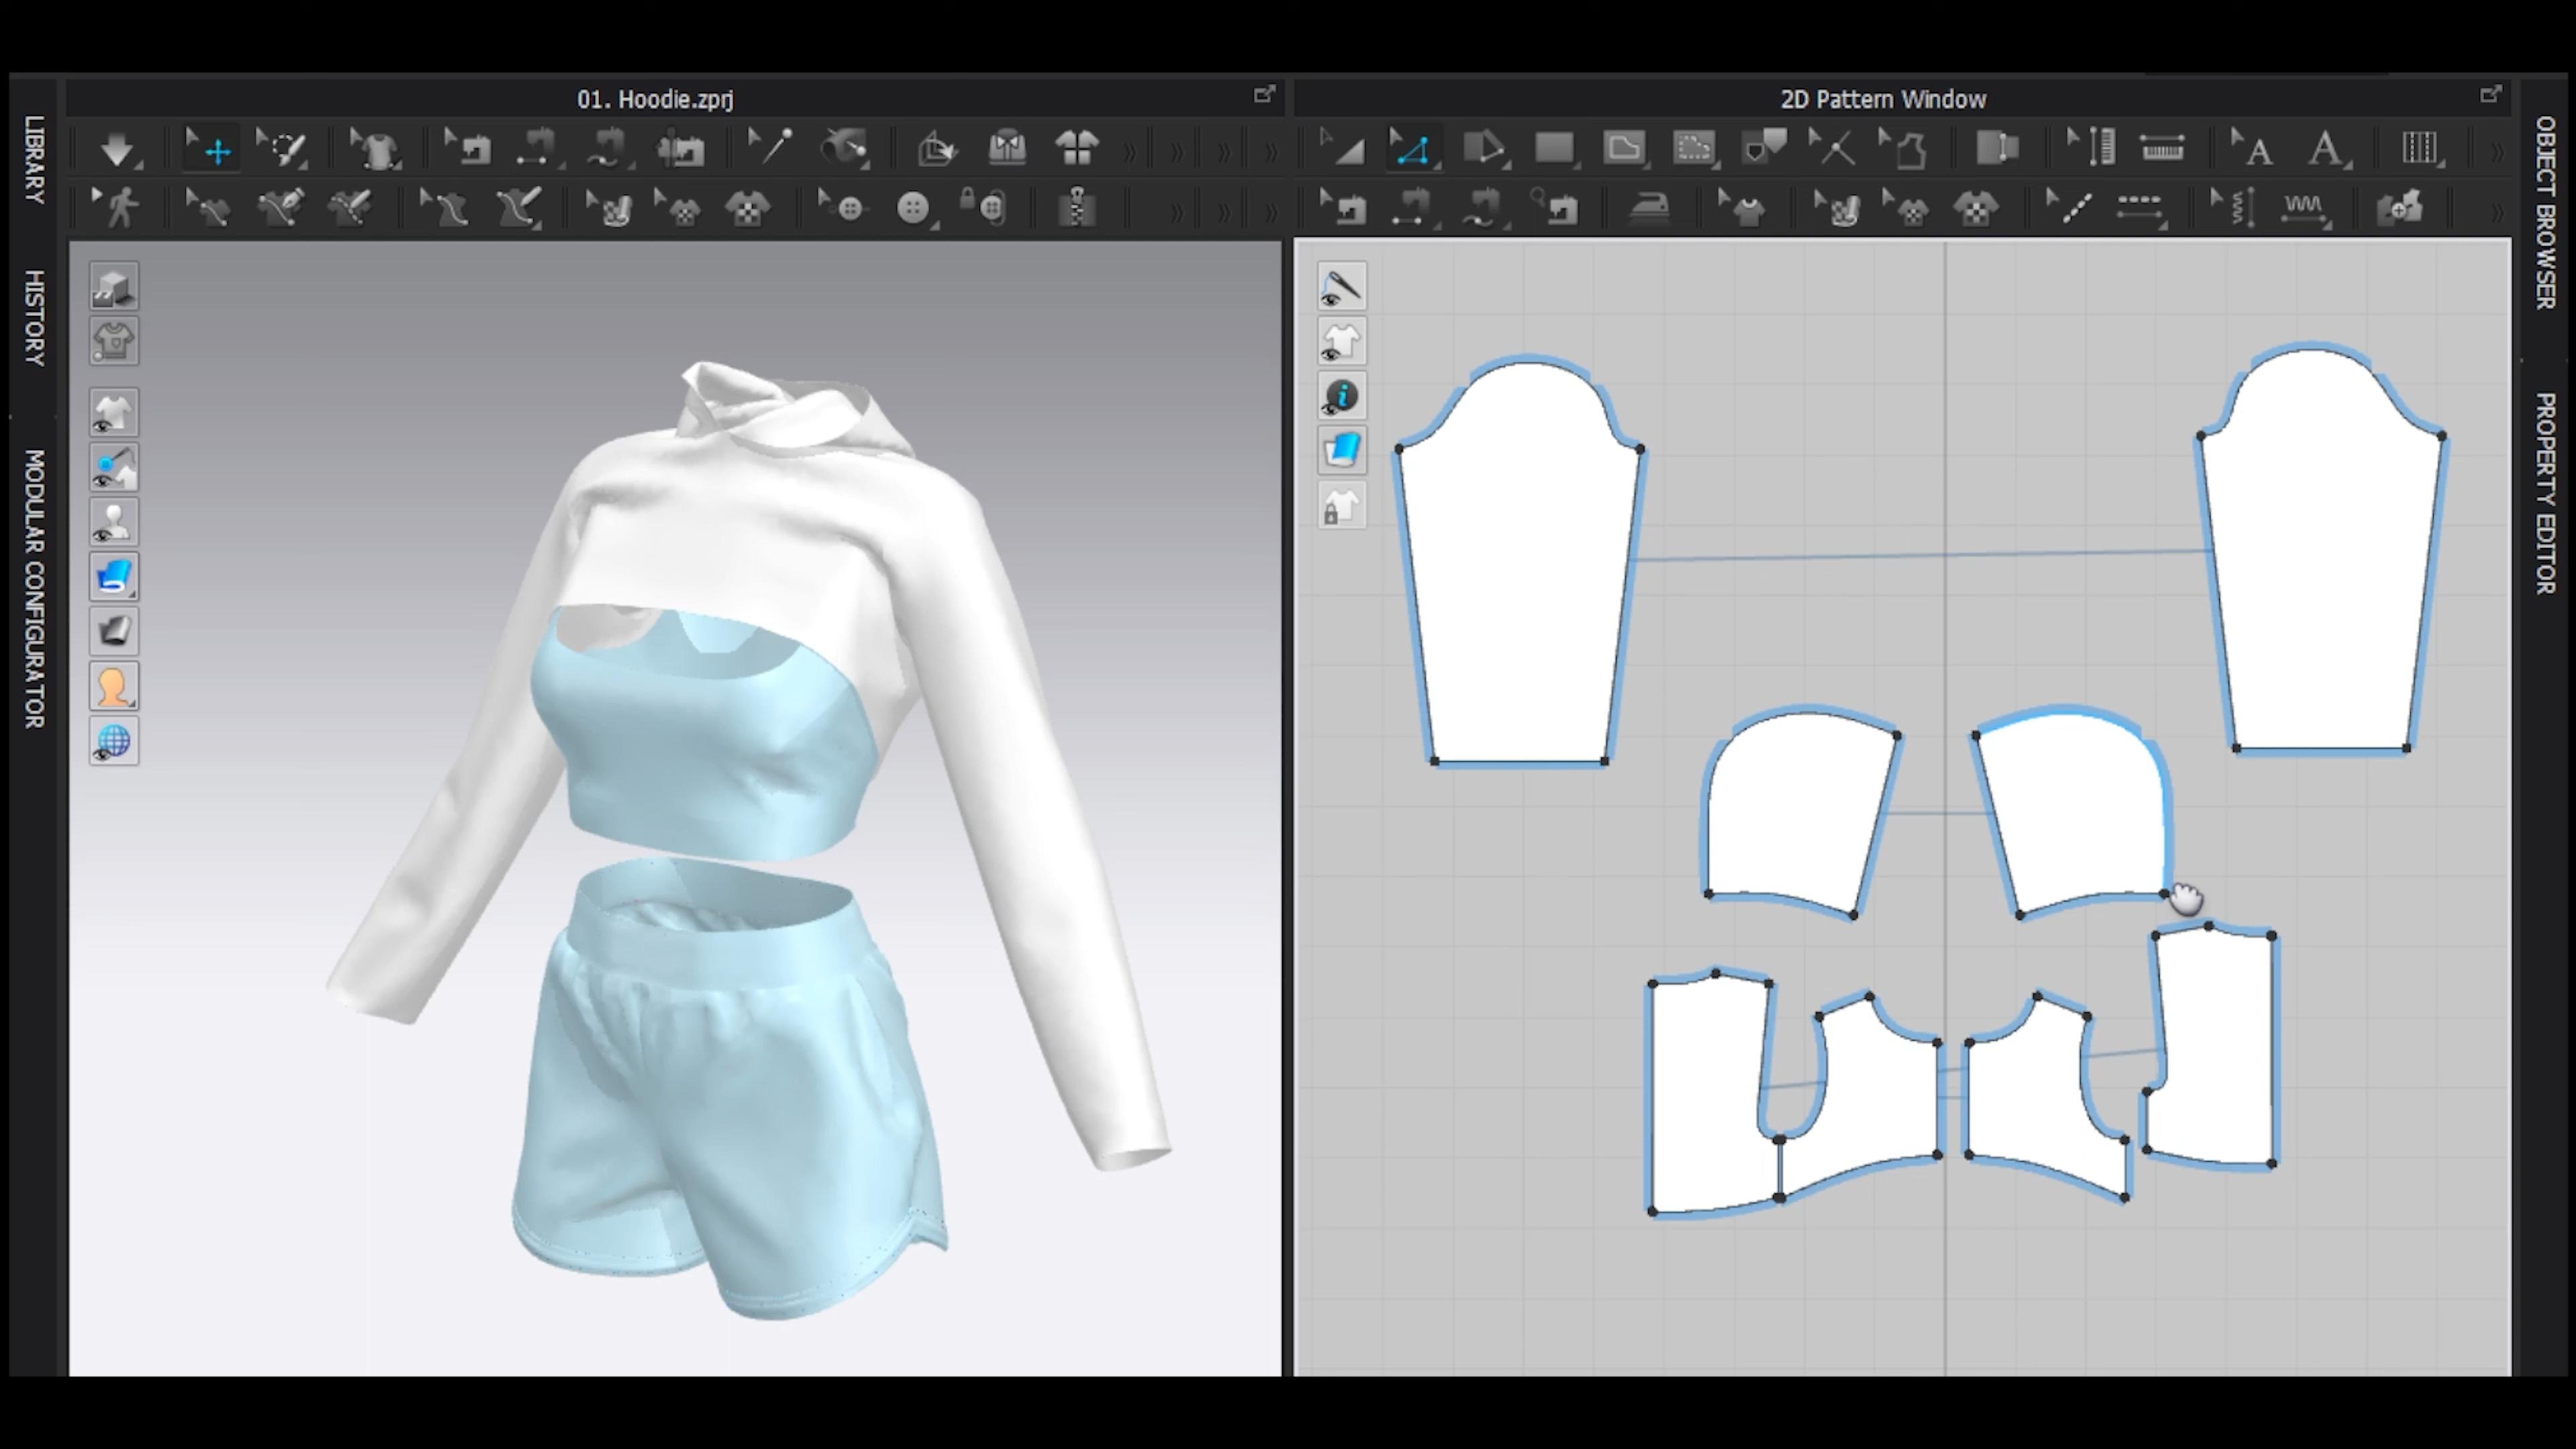 01. Hoodie.zprj
2D Pattern Window
LIBRARY
HISTORY
MODULAR CONFIGURATOR
OBJECT BROWSER
PROPERTY EDITOR
A
A
i